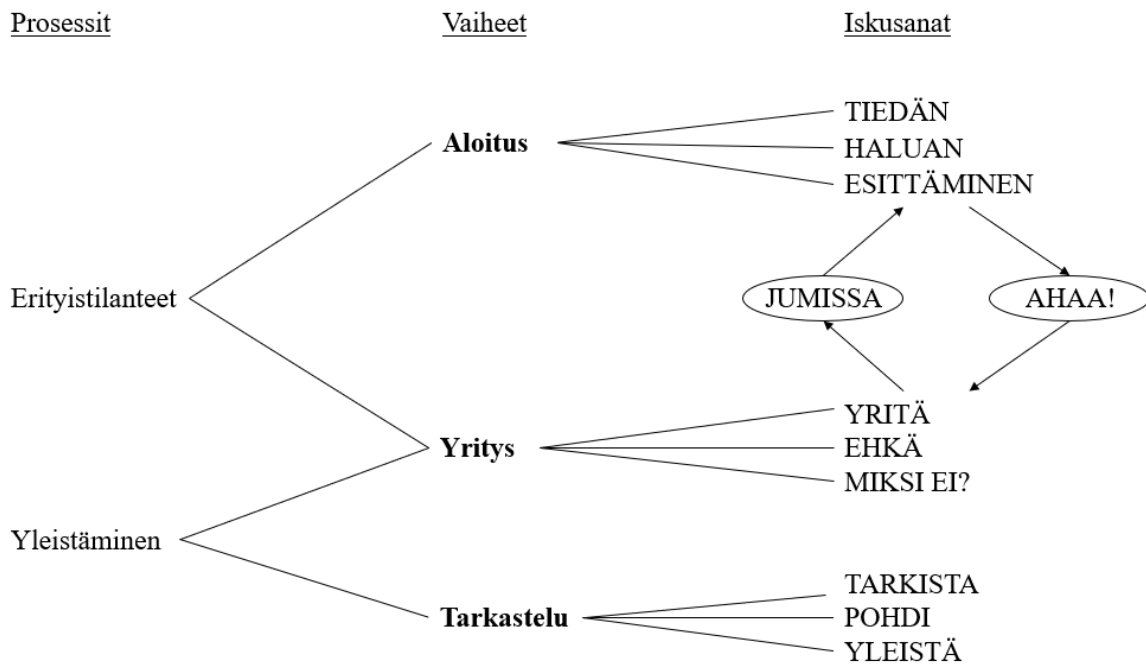 Prosessit Vaiheet Iskusanat
TIEDÄN
Aloitus HALUAN
ESITTÄMINEN
Erityistilanteet JUMISSA AHAA!
YRITÄ
Yritys EHKÄ
MIKSI EI?
Yleistäminen
TARKISTA
Tarkastelu POHDI
YLEISTÄ